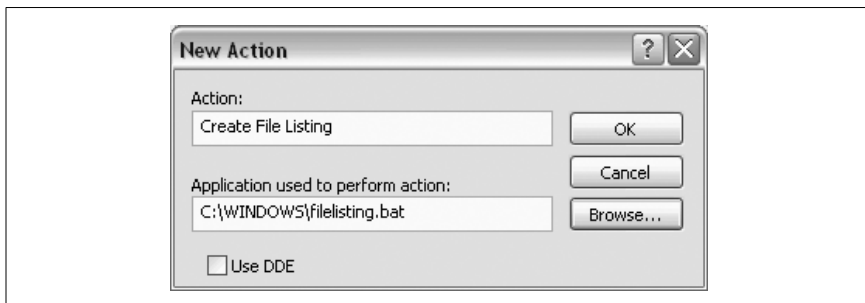 New Action
Action:
Create File Listing
OK
Cancel
Application used to perform action:
C:\WINDOWS\filelisting.bat
Browse...
Use DDE